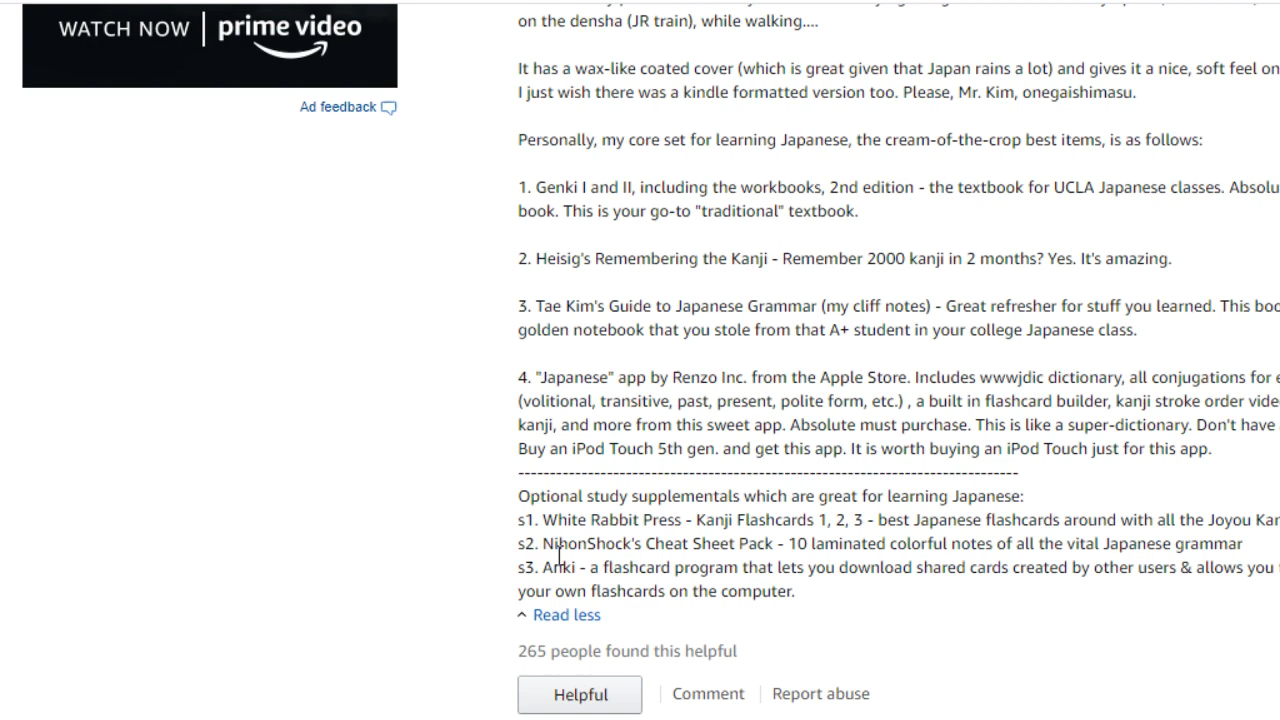 WATCH NOW | prime video
Ad feedback
on the densha (JR train), while walking....
It has a wax-like coated cover (which is great given that Japan rains a lot) and gives it a nice, soft feel on
I just wish there was a kindle formatted version too. Please, Mr. Kim, onegaishimasu.
Personally, my core set for learning Japanese, the cream-of-the-crop best items, is as follows:
1. Genki I and II, including the workbooks, 2nd edition - the textbook for UCLA Japanese classes. Absolu
book. This is your go-to "traditional" textbook.
2. Heisig's Remembering the Kanji - Remember 2000 kanji in 2 months? Yes. It's amazing.
3. Tae Kim's Guide to Japanese Grammar (my cliff notes) - Great refresher for stuff you learned. This boo
golden notebook that you stole from that A+ student in your college Japanese class.
4. "Japanese" app by Renzo Inc. from the Apple Store. Includes wwwjdic dictionary, all conjugations for e
(volitional, transitive, past, present, polite form, etc.) , a built in flashcard builder, kanji stroke order vide
kanji, and more from this sweet app. Absolute must purchase. This is like a super-dictionary. Don't have
Buy an iPod Touch 5th gen. and get this app. It is worth buying an iPod Touch just for this app.
-------------------------------------------------------------------------------
Optional study supplementals which are great for learning Japanese:
s1. White Rabbit Press - Kanji Flashcards 1, 2, 3 - best Japanese flashcards around with all the Joyou Kan
s2. NihonShock's Cheat Sheet Pack - 10 laminated colorful notes of all the vital Japanese grammar
s3. Anki - a flashcard program that lets you download shared cards created by other users & allows you
your own flashcards on the computer.
Read less
265 people found this helpful
Helpful | Comment | Report abuse